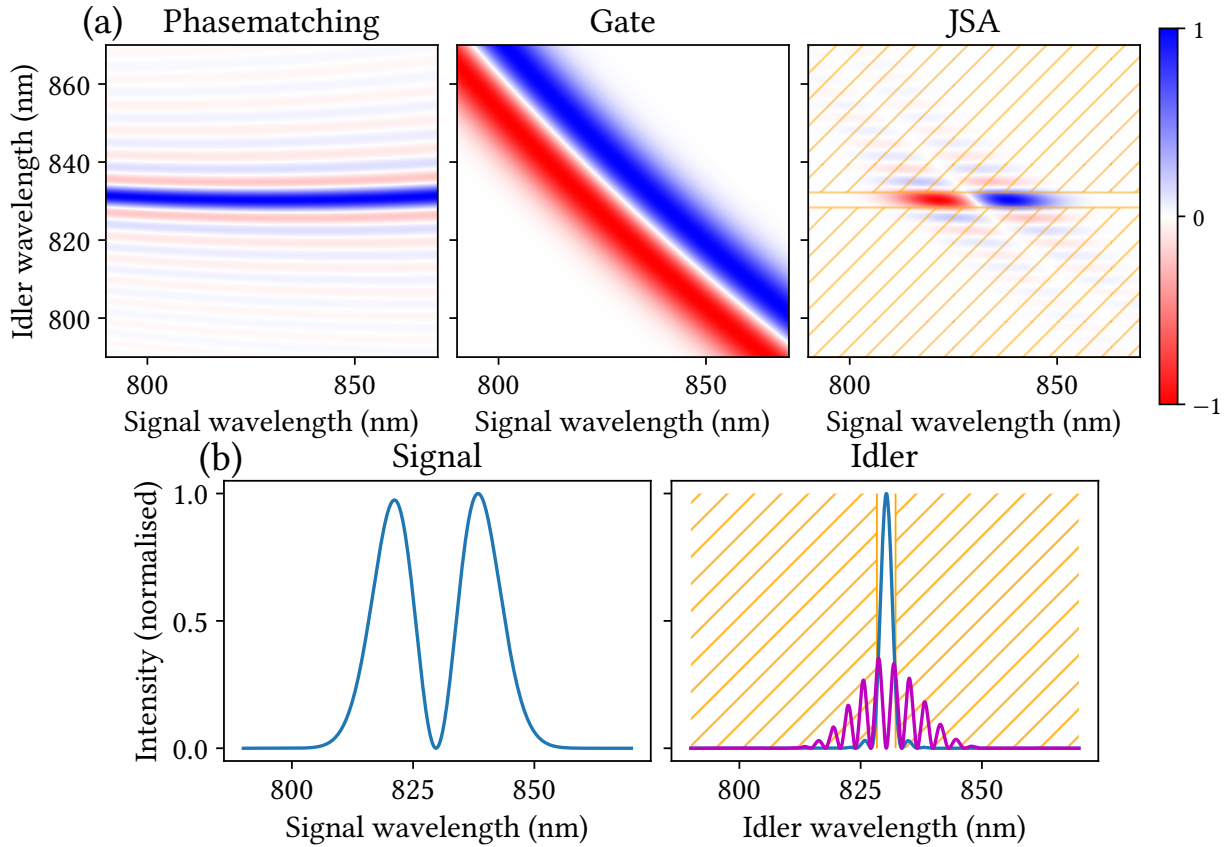 (a) Phasematching Gate JSA
Idler wavelength (nm)
860
840
820
800
800 850 800 850 800 850
Signal wavelength (nm) Signal wavelength (nm) Signal wavelength (nm)
1
0
−1
(b) Signal Idler
Intensity (normalised)
1.0
0.5
0.0
800 825 850 800 825 850
Signal wavelength (nm) Idler wavelength (nm)